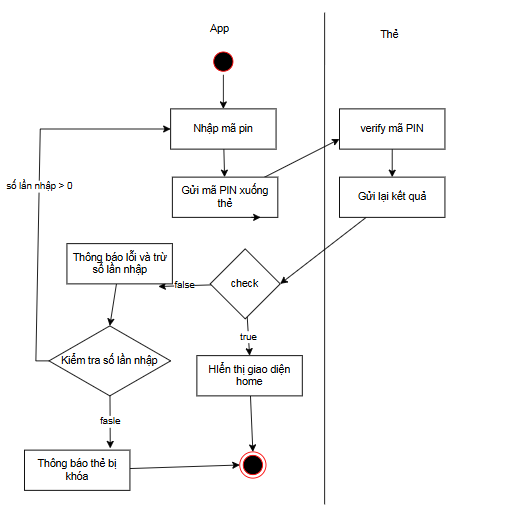 App
Thẻ
Nhập mã pin
verify mã PIN
Gửi mã PIN xuống
thẻ
Gửi lại kết quả
số lần nhập > 0
Thông báo lỗi và trừ
số lần nhập
false
check
true
Kiểm tra số lần nhập
HIển thị giao diện
home
fasle
Thông báo thẻ bị
khóa